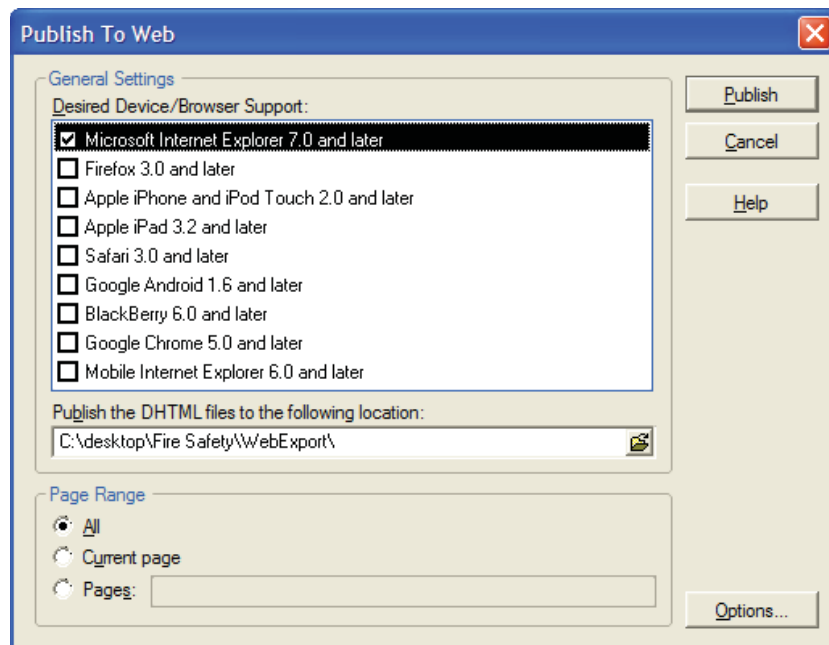 Publish To Web
General Settings
Desired Device/Browser Support:
Microsoft Internet Explorer 7.0 and later
Firefox 3.0 and later
Apple iPhone and iPod Touch 2.0 and later
Apple iPad 3.2 and later
Safari 3.0 and later
Google Android 1.6 and later
BlackBerry 6.0 and later
Google Chrome 5.0 and later
Mobile Internet Explorer 6.0 and later
Publish the DHTML files to the following location:
C:\desktop\Fire Safety\WebExport\
Page Range
All
Current page
Pages:
Publish
Cancel
Help
Options...